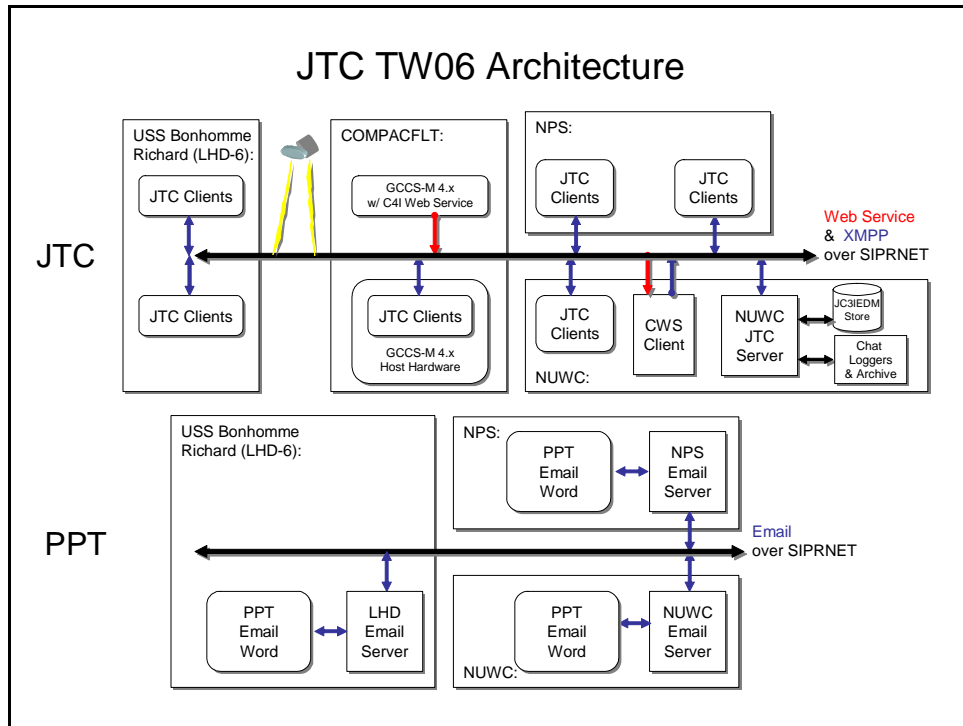 JTC TW06 Architecture
JTC
USS Bonhomme
Richard (LHD-6):
JTC Clients
JTC Clients
COMPACFLT:
GCCS-M 4.x
w/ C4I Web Service
JTC Clients
GCCS-M 4.x
Host Hardware
NPS:
JTC
Clients
JTC
Clients
Web Service
& XMPP
over SIPRNET
JTC
Clients
CWS
Client
NUWC
JTC
Server
JC3IEDM
Store
Chat
Loggers
& Archive
NUWC:
PPT
USS Bonhomme
Richard (LHD-6):
PPT
Email
Word
LHD
Email
Server
NPS:
PPT
Email
Word
NPS
Email
Server
Email
over SIPRNET
PPT
Email
Word
NUWC
Email
Server
NUWC: